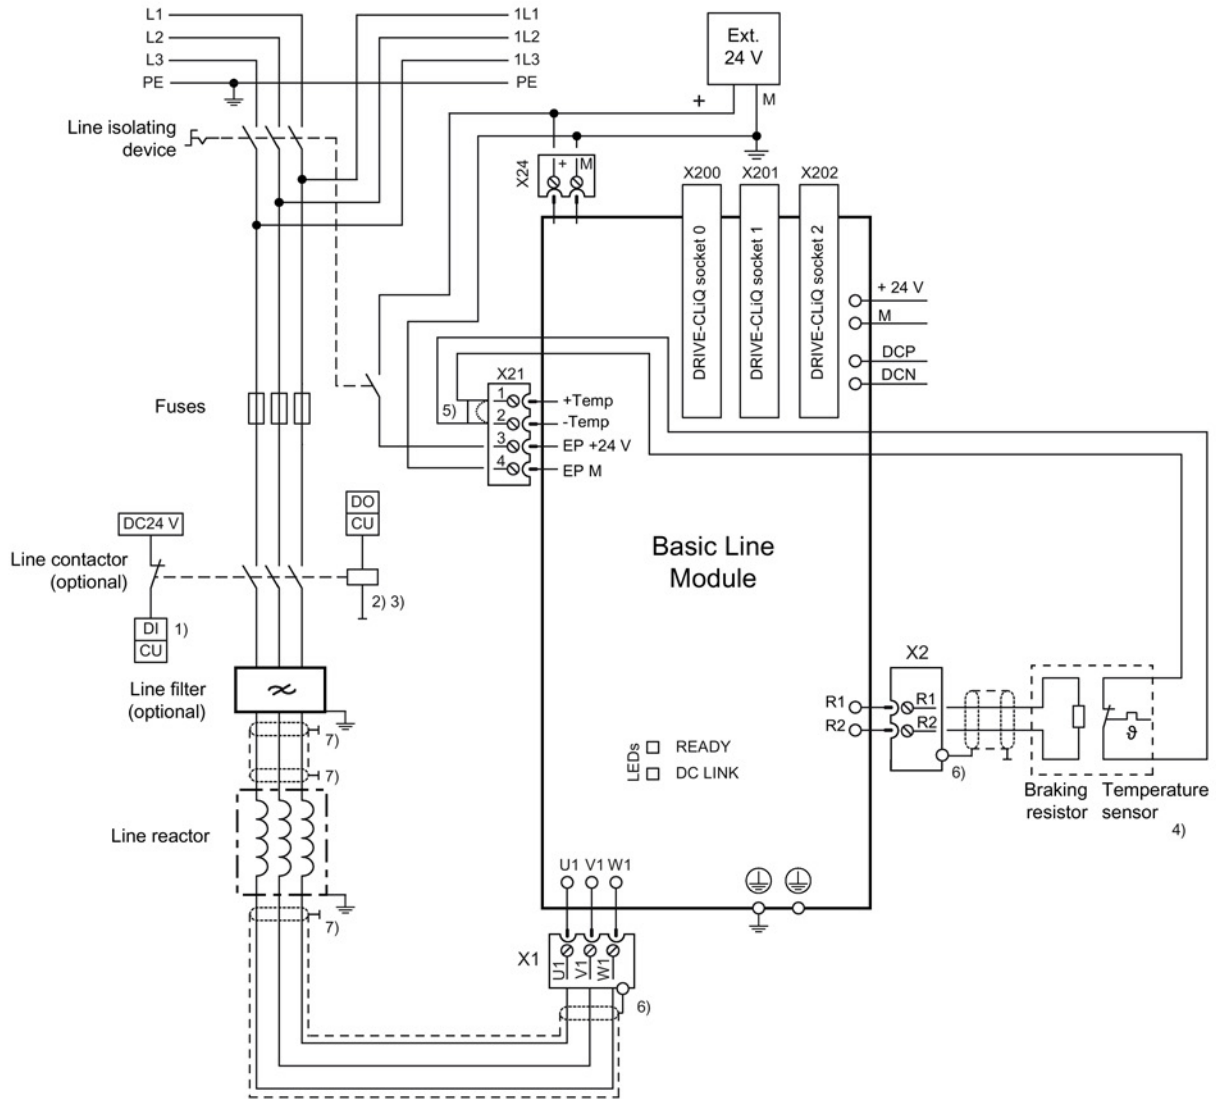 L1
1L1
L2
1L2
L3
1L3
PE
PE
Ext.
24 V
+
M
Line isolating
device
X24
+
M
X200
X201
X202
DRIVE-CLiQ socket 0
DRIVE-CLiQ socket 1
DRIVE-CLiQ socket 2
+ 24 V
M
DCP
DCN
Fuses
X21
5)
1
2
3
4
+Temp
-Temp
EP +24 V
EP M
DC24 V
DO
CU
Line contactor
(optional)
2) 3)
DI
CU
1)
Basic Line
Module
Line filter
(optional)
7)
7)
LEDs
READY
DC LINK
R1
R2
X2
R1
R2
6)
ϑ
Braking
resistor
Temperature
sensor
4)
Line reactor
7)
U1 V1 W1
X1
U1
V1
W1
6)